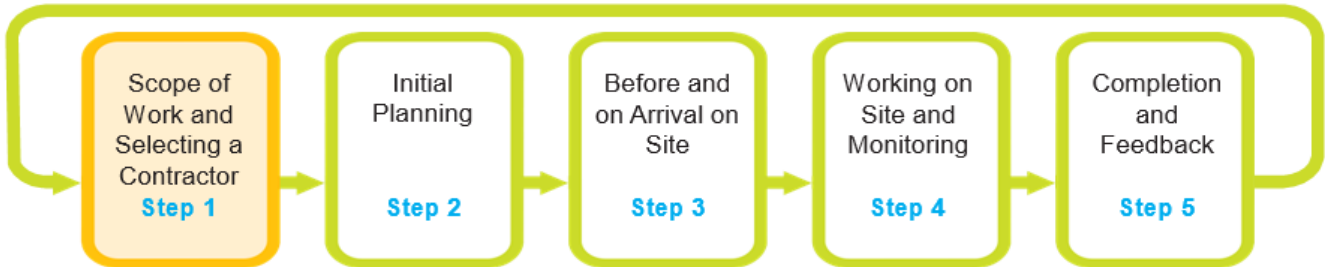 Scope of
Work and
Selecting a
Contractor
Step 1
Initial
Planning
Step 2
Before and
on Arrival on
Site
Step 3
Working on
Site and
Monitoring
Step 4
Completion
and
Feedback
Step 5